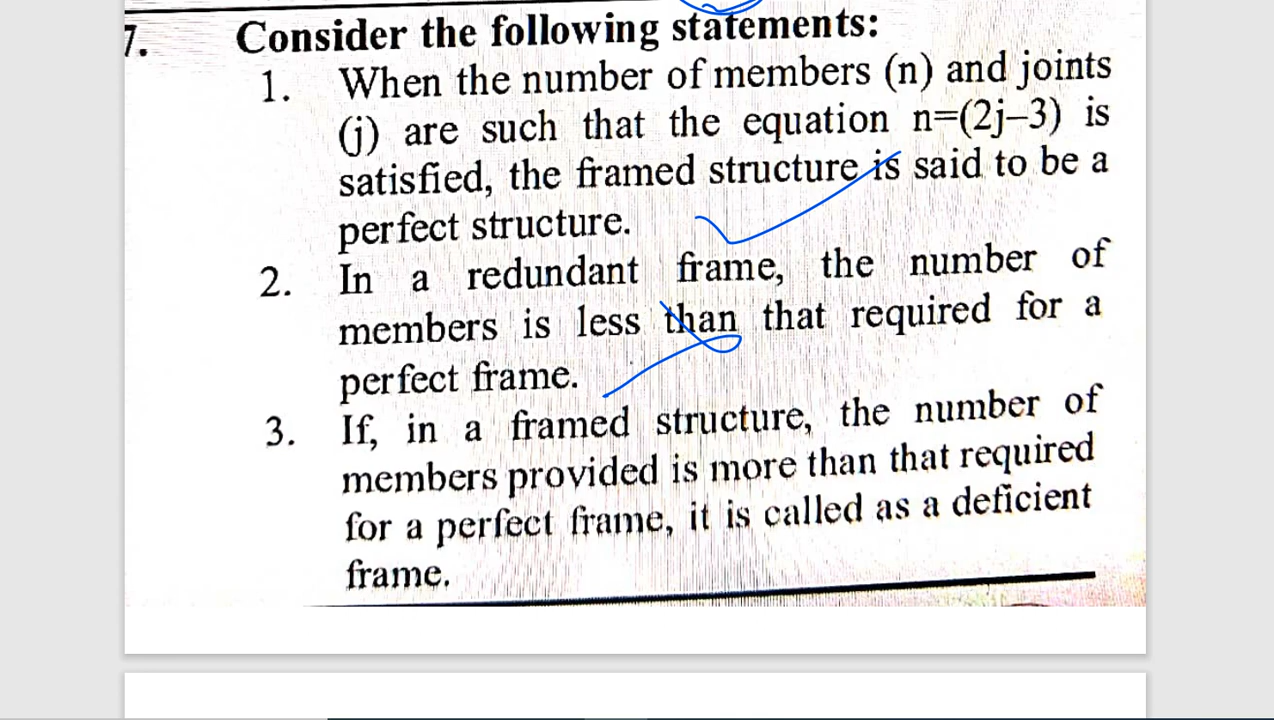 7. Consider the following statements:
1. When the number of members (n) and joints
(j) are such that the equation n=(2j–3) is
satisfied, the framed structure is said to be a
perfect structure.
2. In a redundant frame, the number of
members is less than that required for a
perfect frame.
3. If, in a framed structure, the number of
members provided is more than that required
for a perfect frame, it is called as a deficient
frame.